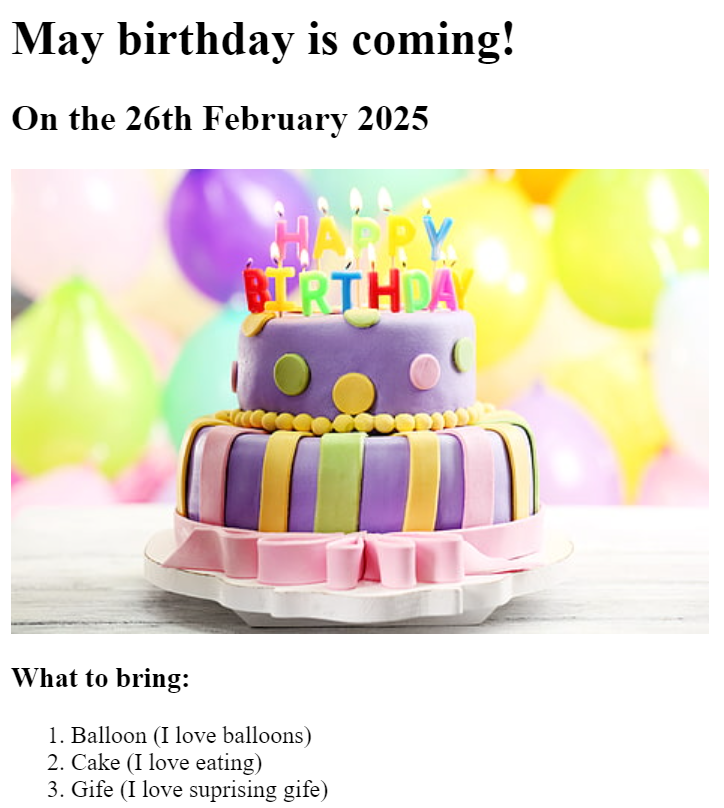 May birthday is coming!
On the 26th February 2025
HAPPY
BIRTHDAY
What to bring:
1. Balloon (I love balloons)
2. Cake (I love eating)
3. Gife (I love suprising gife)